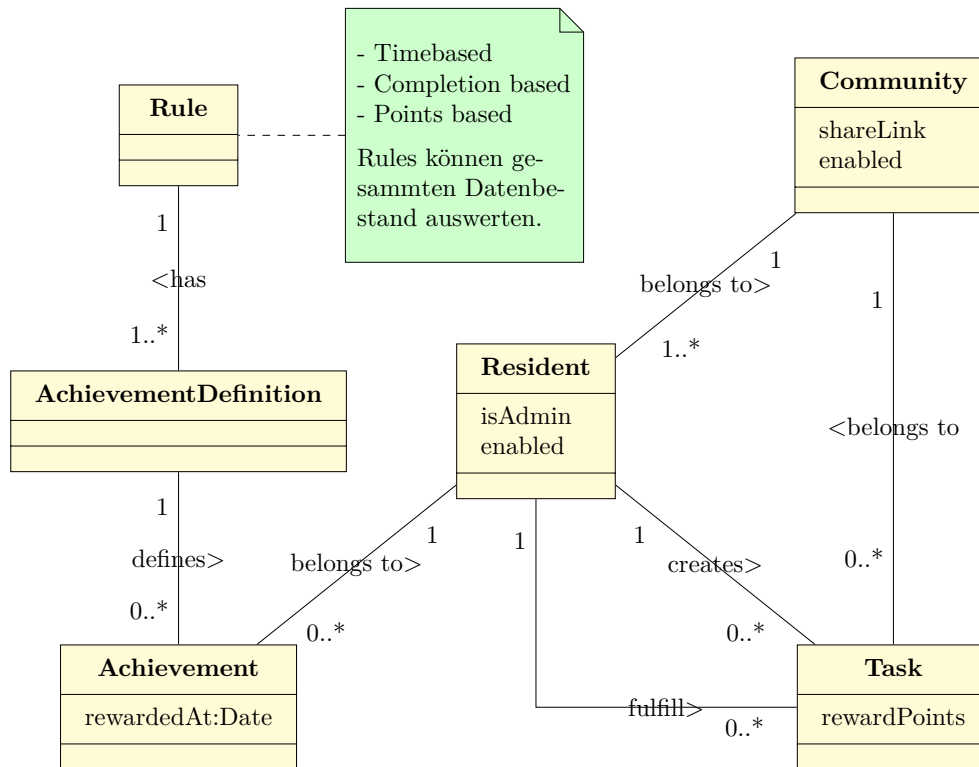 - Timebased
- Completion based
- Points based
Rules können ge-
sammten Datenbe-
stand auswerten.
Rule
Community
shareLink
enabled
1
<has
1..*
1
belongs to>
1..*
1
<belongs to
0..*
AchievementDefinition
Resident
isAdmin
enabled
1
defines>
0..*
1
belongs to>
0..*
1
fulfill>
0..*
1
creates>
0..*
Achievement
rewardedAt:Date
Task
rewardPoints